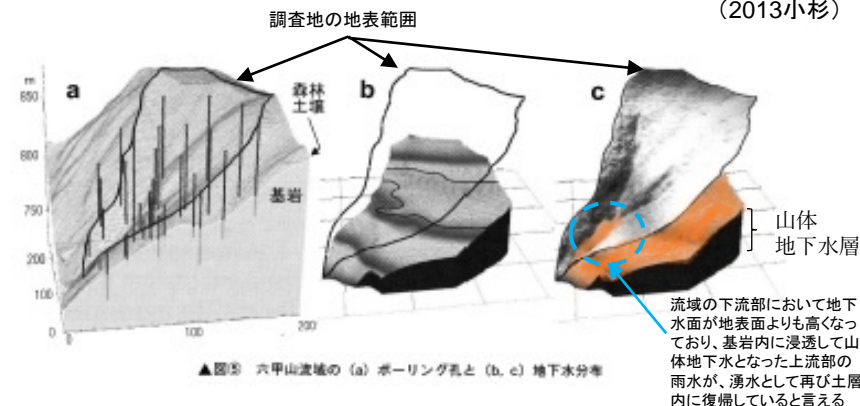 （2013小杉）
調査地の地表範囲
a
b
c
m
850
800
750
200
100
0
0
100
200
森林
土壌
基岩
山体
地下水層
流域の下流部において地下
水面が地表面よりも高くなっ
ており、基岩内に浸透して山
体地下水となった上流部の
雨水が、湧水として再び土層
内に復帰していると言える
▲図⑤ 六甲山流域の (a) ボーリング孔と (b, c) 地下水分布